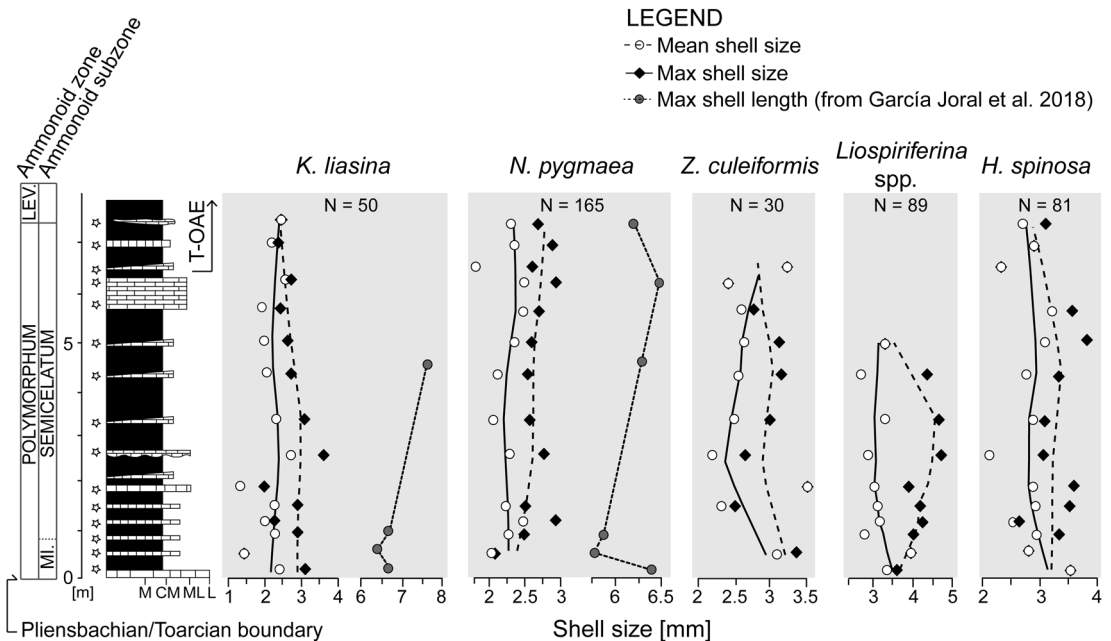 LEGEND
Mean shell size
Max shell size
Max shell length (from García Joral et al. 2018)
Ammonoid zone
Ammonoid subzone
K. liasina
N. pygmaea
Z. culeiformis
Liospiriferina
spp.
H. spinosa
N = 50
N = 165
N = 30
N = 89
N = 81
LEV.
POLYMORPHUM
SEMICELATUM
MI.
T-OAE
5
0
[m]
M CM ML L
1 2 3 4 6 7 8
2 2.5 3 6 6.5
2 2.5 3 3.5
3 4 5
2 3 4
Pliensbachian/Toarcian boundary
Shell size [mm]